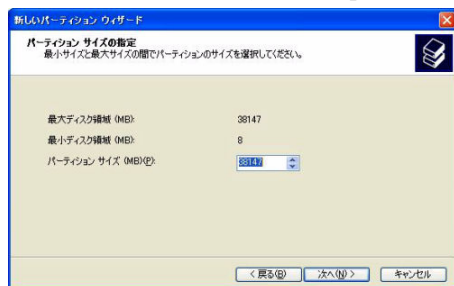 新しいパーティション ウィザード
パーティション サイズの指定
最小サイズと最大サイズの間でパーティションのサイズを選択してください。
最大ディスク領域 (MB): 38147
最小ディスク領域 (MB): 8
パーティション サイズ (MB)(P): 38147
< 戻る(B) 次へ(N) > キャンセル